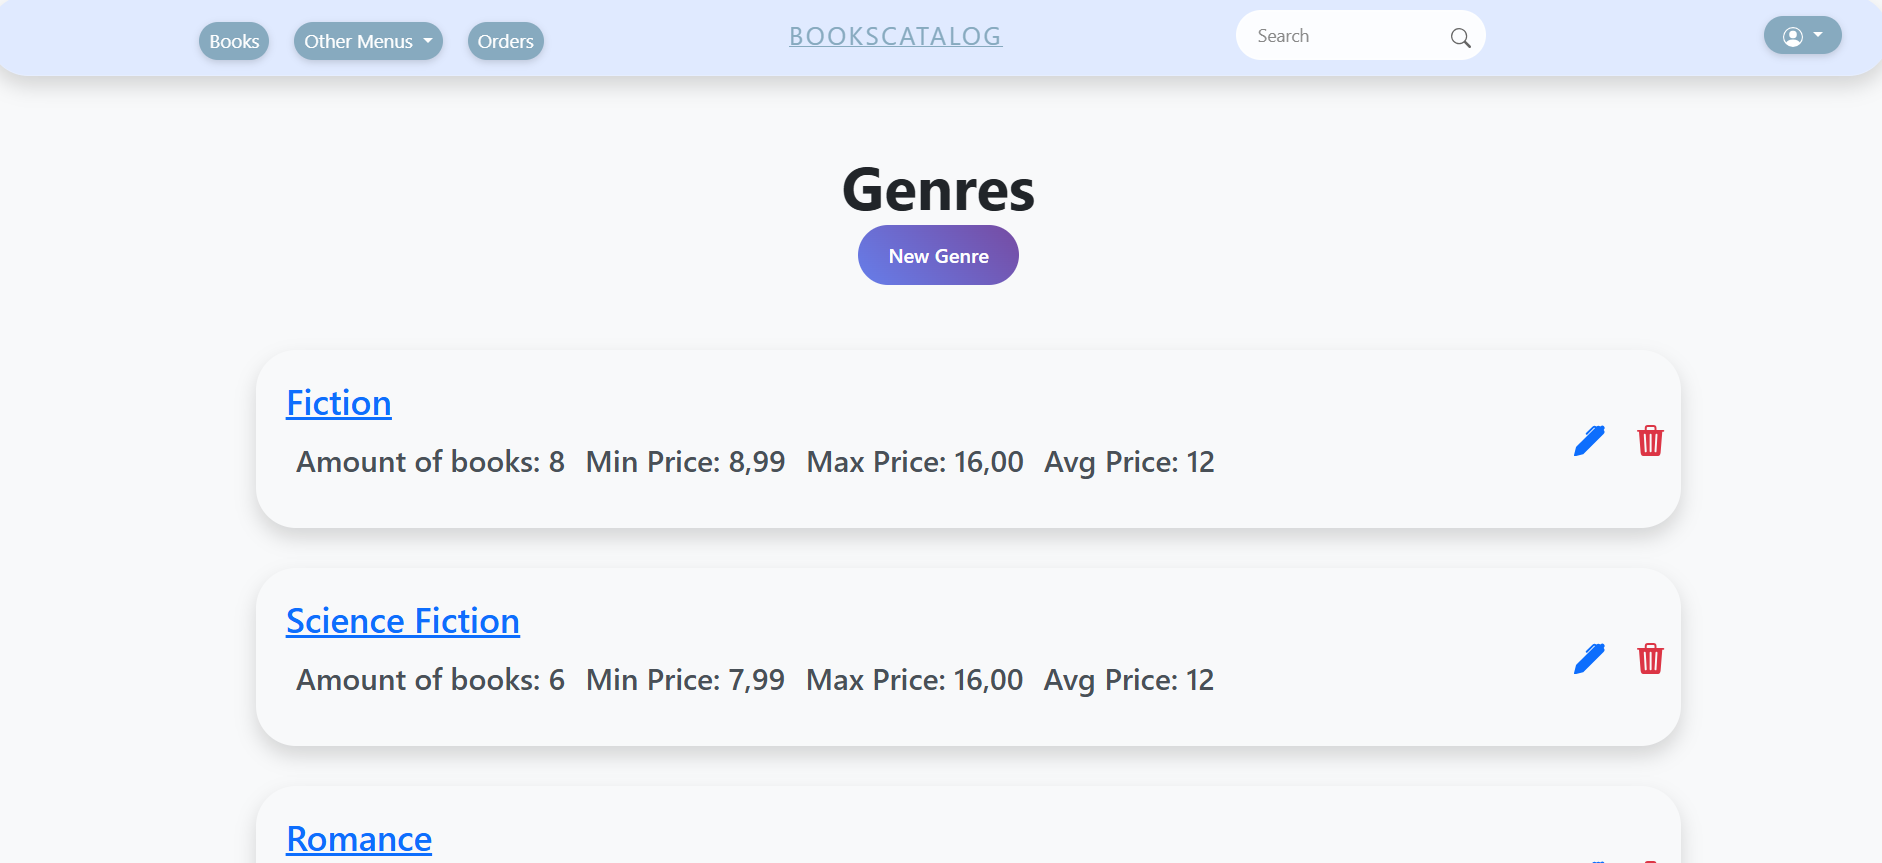 Books Other Menus Orders BOOKSCATALOG Search
Genres
New Genre
Fiction
Amount of books: 8 Min Price: 8,99 Max Price: 16,00 Avg Price: 12
Science Fiction
Amount of books: 6 Min Price: 7,99 Max Price: 16,00 Avg Price: 12
Romance